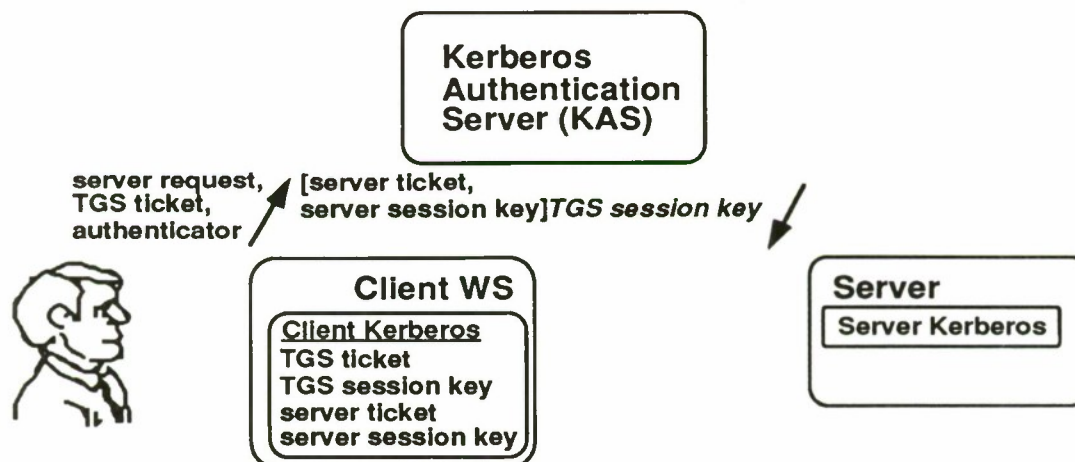 Kerberos
Authentication
Server (KAS)
server request,
TGS ticket,
authenticator
[server ticket,
server session key]TGS session key
Client WS
Client Kerberos
TGS ticket
TGS session key
server ticket
server session key
Server
Server Kerberos